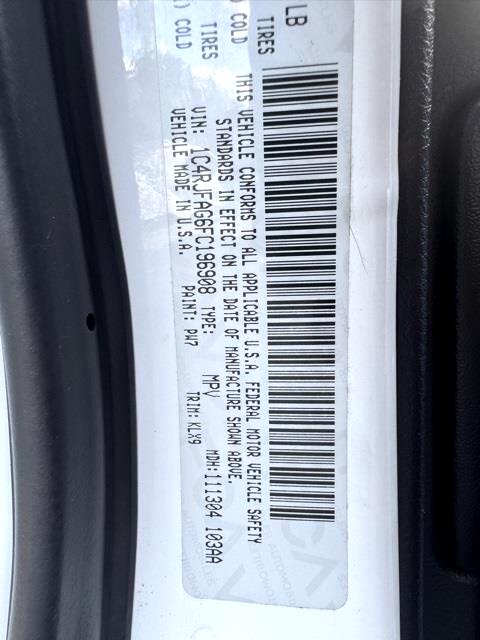 LB
TIRES
) COLD
TIRES
) COLD
THIS VEHICLE CONFORMS TO ALL APPLICABLE U.S.A. FEDERAL MOTOR VEHICLE SAFETY
STANDARDS IN EFFECT ON THE DATE OF MANUFACTURE SHOWN ABOVE.
VIN: 1C4RJFAG6FC196908 TYPE: MPV MDH:111304 103AA
VEHICLE MADE IN U.S.A. PAINT: PW7 TRIM: KLX9